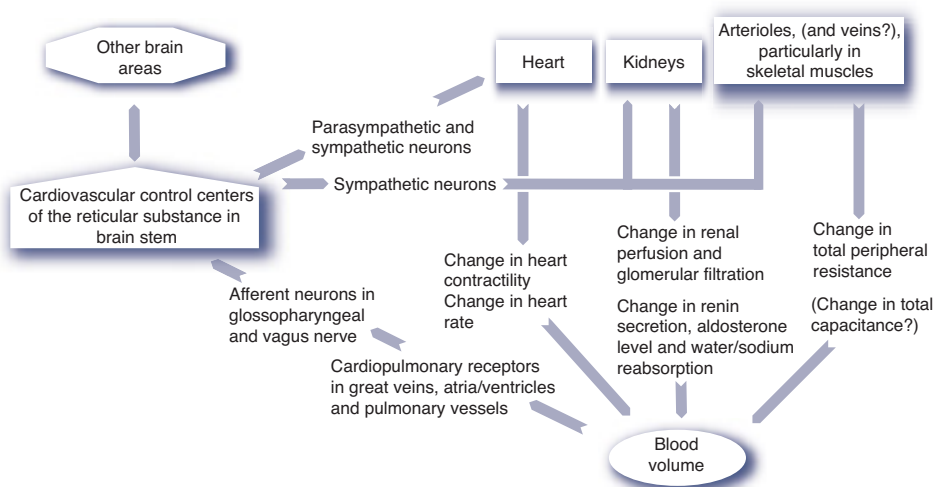 Other brain
areas
Heart
Kidneys
Arterioles, (and veins?),
particularly in
skeletal muscles
Parasympathetic and
sympathetic neurons
Sympathetic neurons
Cardiovascular control centers
of the reticular substance in
brain stem
Change in heart
contractility
Change in heart
rate
Change in renal
perfusion and
glomerular filtration
Change in renin
secretion, aldosterone
level and water/sodium
reabsorption
Change in
total peripheral
resistance
(Change in total
capacitance?)
Afferent neurons in
glossopharyngeal
and vagus nerve
Cardiopulmonary receptors
in great veins, atria/ventricles
and pulmonary vessels
Blood
volume